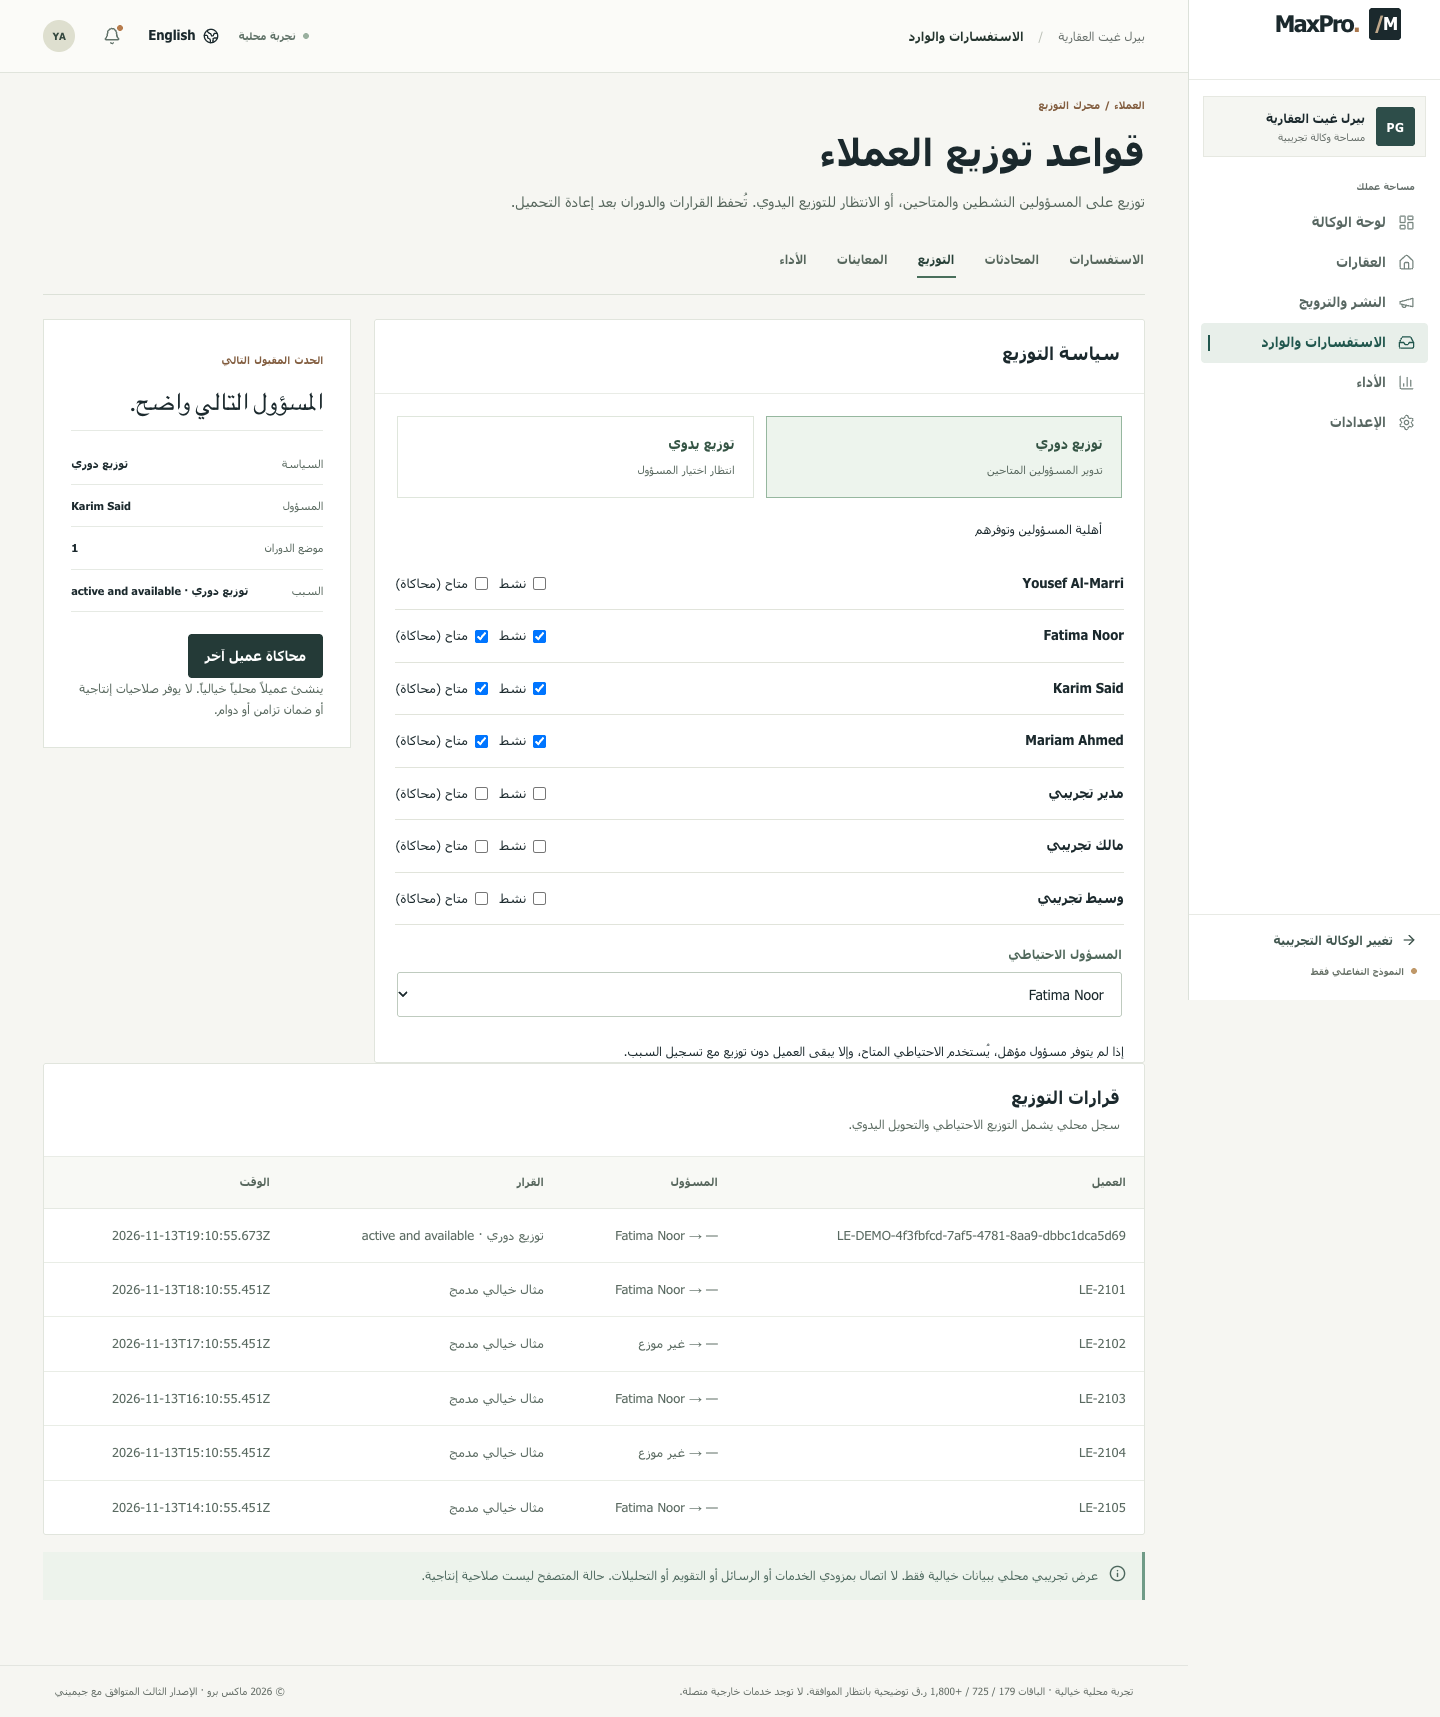 /M MaxPro.
PG
بيرل غيت العقارية
مساحة وكالة تجريبية
مساحة عملك
لوحة الوكالة
العقارات
النشر والترويج
الاستفسارات والوارد
الأداء
الإعدادات
تغيير الوكالة التجريبية
النموذج التفاعلي فقط
بيرل غيت العقارية / الاستفسارات والوارد
تجربة محلية
English
YA
العملاء / محرك التوزيع
قواعد توزيع العملاء
توزيع على المسؤولين النشطين والمتاحين، أو الانتظار للتوزيع اليدوي. تُحفظ القرارات والدوران بعد إعادة التحميل.
الاستفسارات المحادثات التوزيع المعاينات الأداء
سياسة التوزيع
توزيع دوري
تدوير المسؤولين المتاحين
توزيع يدوي
انتظار اختيار المسؤول
أهلية المسؤولين وتوفرهم
Yousef Al-Marri نشط متاح (محاكاة)
Fatima Noor نشط متاح (محاكاة)
Karim Said نشط متاح (محاكاة)
Mariam Ahmed نشط متاح (محاكاة)
مدير تجريبي نشط متاح (محاكاة)
مالك تجريبي نشط متاح (محاكاة)
وسيط تجريبي نشط متاح (محاكاة)
المسؤول الاحتياطي
Fatima Noor
إذا لم يتوفر مسؤول مؤهل، يُستخدم الاحتياطي المتاح، وإلا يبقى العميل دون توزيع مع تسجيل السبب.
الحدث المقبول التالي
المسؤول التالي واضح.
السياسة توزيع دوري
المسؤول Karim Said
موضع الدوران 1
السبب توزيع دوري · active and available
محاكاة عميل آخر
ينشئ عميلاً محلياً خيالياً. لا يوفر صلاحيات إنتاجية
أو ضمان تزامن أو دوام.
قرارات التوزيع
سجل محلي يشمل التوزيع الاحتياطي والتحويل اليدوي.
العميل المسؤول القرار الوقت
LE-DEMO-4f3fbfcd-7af5-4781-8aa9-dbbc1dca5d69 — → Fatima Noor توزيع دوري · active and available 2026-11-13T19:10:55.673Z
LE-2101 — → Fatima Noor مثال خيالي مدمج 2026-11-13T18:10:55.451Z
LE-2102 — → غير موزع مثال خيالي مدمج 2026-11-13T17:10:55.451Z
LE-2103 — → Fatima Noor مثال خيالي مدمج 2026-11-13T16:10:55.451Z
LE-2104 — → غير موزع مثال خيالي مدمج 2026-11-13T15:10:55.451Z
LE-2105 — → Fatima Noor مثال خيالي مدمج 2026-11-13T14:10:55.451Z
عرض تجريبي محلي ببيانات خيالية فقط. لا اتصال بمزودي الخدمات أو الرسائل أو التقويم أو التحليلات. حالة المتصفح ليست صلاحية إنتاجية.
تجربة محلية خيالية · الباقات 179 / 725 / +1,800 ر.ق توضيحية بانتظار الموافقة. لا توجد خدمات خارجية متصلة.
© 2026 ماكس برو · الإصدار الثالث المتوافق مع جيميني